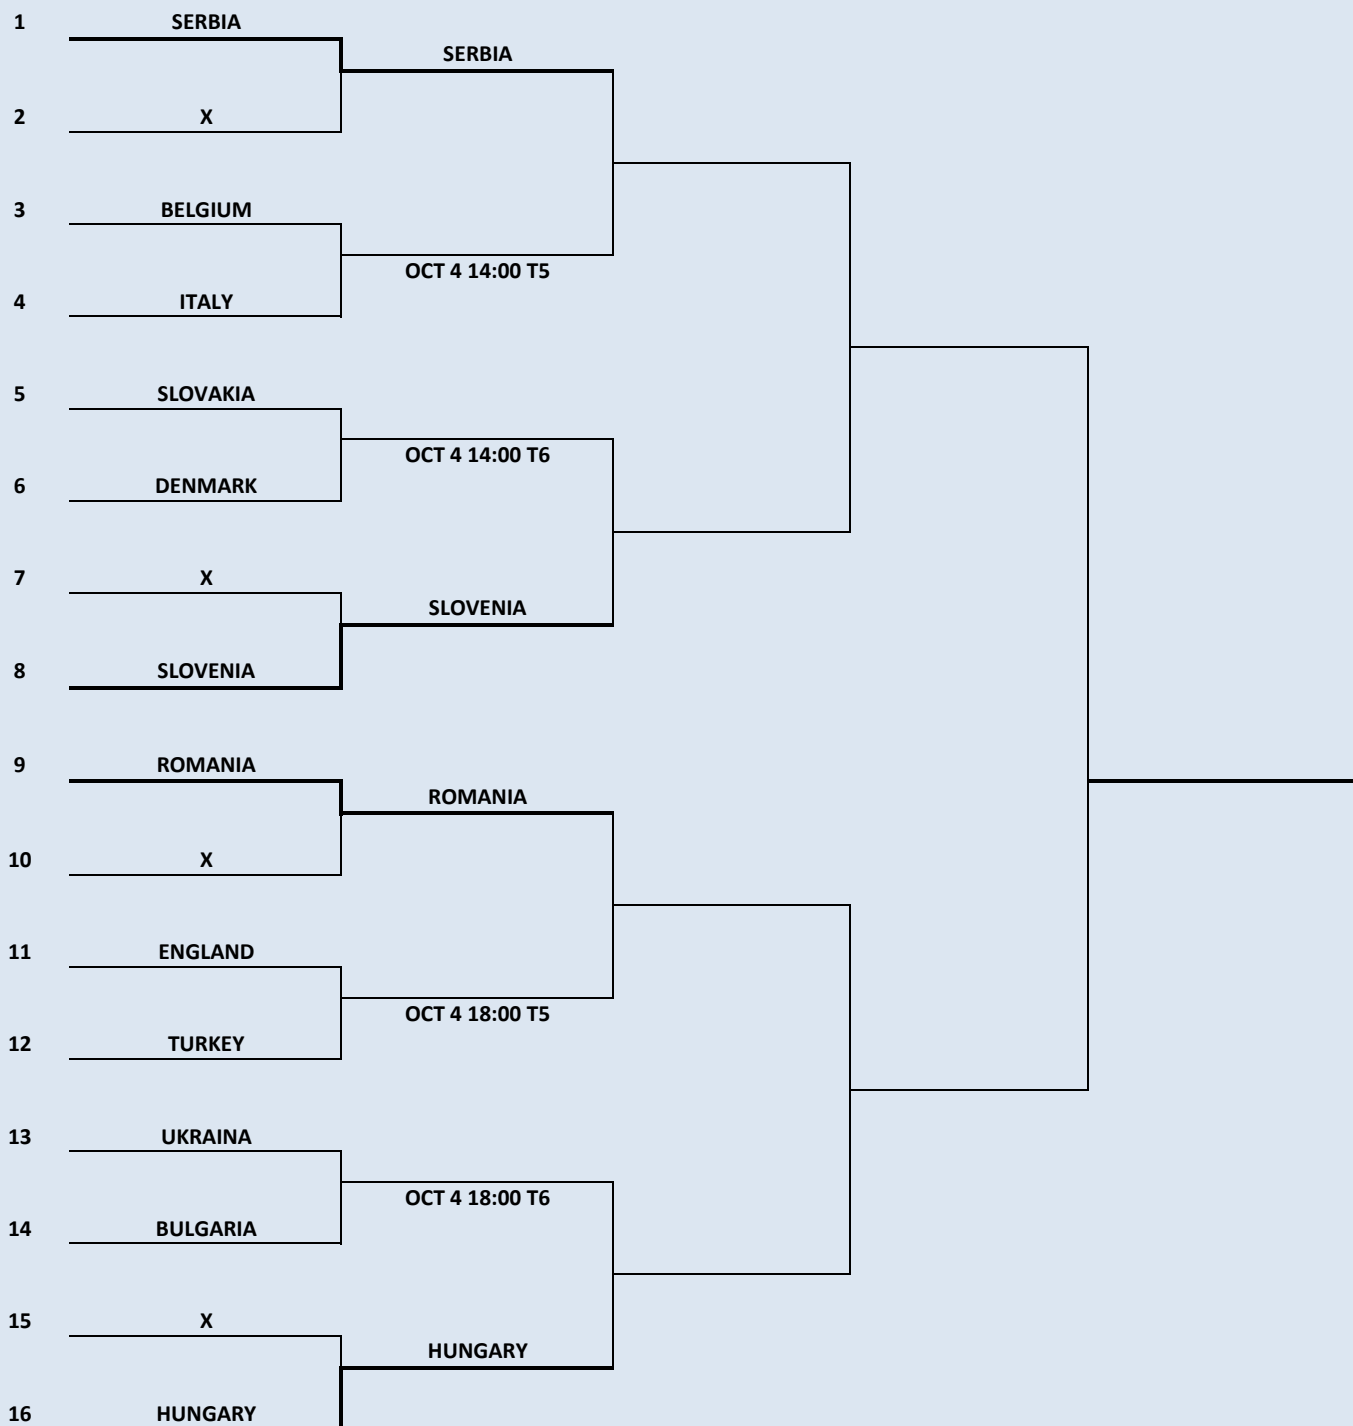 1 SERBIA
SERBIA
2 X
3 BELGIUM
OCT 4 14:00 T5
4 ITALY
5 SLOVAKIA
OCT 4 14:00 T6
6 DENMARK
7 X
SLOVENIA
8 SLOVENIA
9 ROMANIA
ROMANIA
10 X
11 ENGLAND
OCT 4 18:00 T5
12 TURKEY
13 UKRAINA
OCT 4 18:00 T6
14 BULGARIA
15 X
HUNGARY
16 HUNGARY